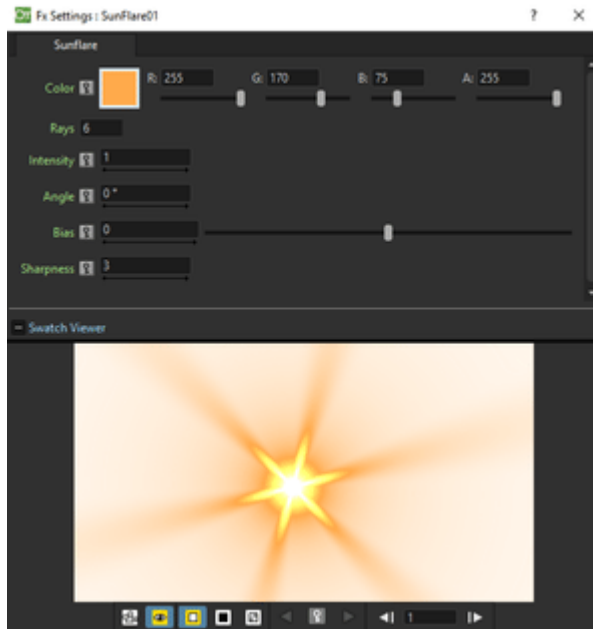 Fx Settings : SunFlare01
? ×
Sunflare
Color R: 255 G: 170 B: 75 A: 255
Rays 6
Intensity 1
Angle 0 °
Bias 0
Sharpness 3
Swatch Viewer
1